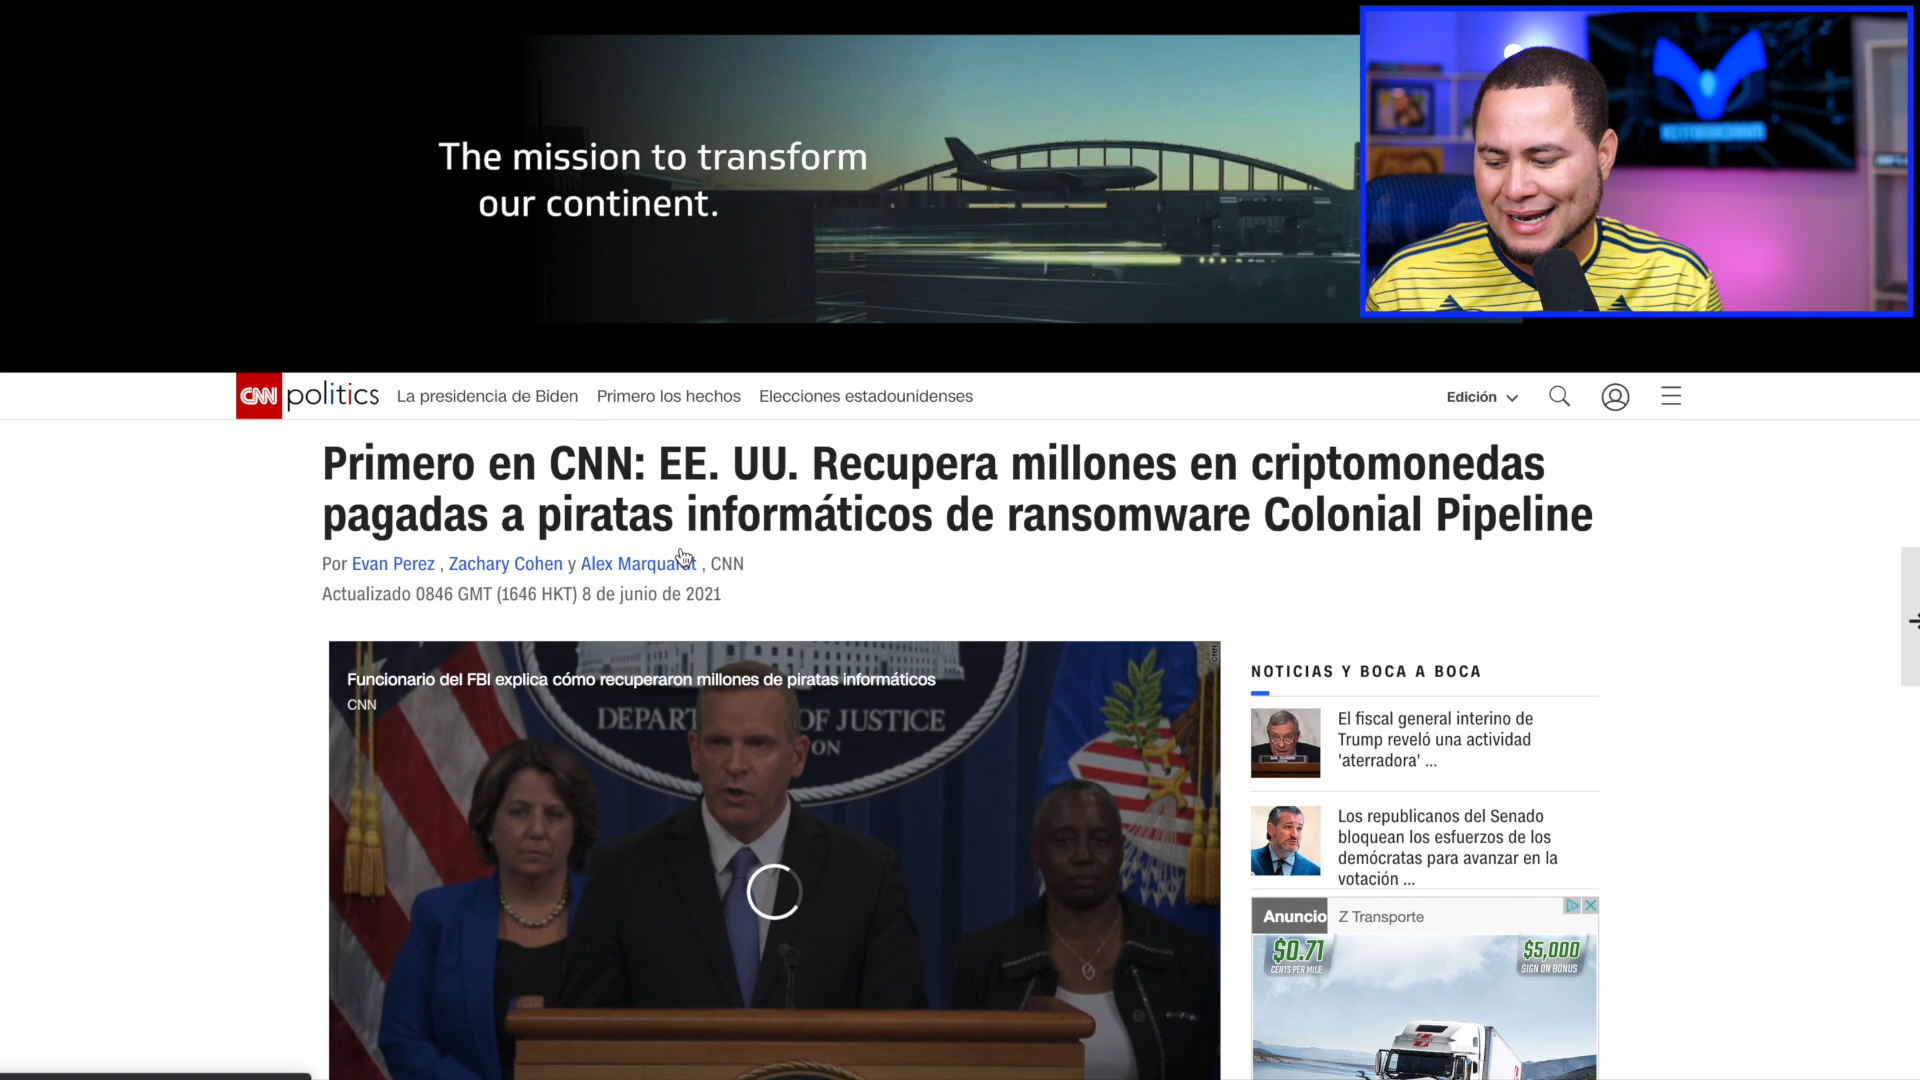 The mission to transform
our continent.
CNN politics La presidencia de Biden Primero los hechos Elecciones estadounidenses Edición
Primero en CNN: EE. UU. Recupera millones en criptomonedas
pagadas a piratas informáticos de ransomware Colonial Pipeline
Por Evan Perez , Zachary Cohen y Alex Marquardt , CNN
Actualizado 0846 GMT (1646 HKT) 8 de junio de 2021
Funcionario del FBI explica cómo recuperaron millones de piratas informáticos
CNN
CNN
OF JUSTICE
NOTICIAS Y BOCA A BOCA
El fiscal general interino de
Trump reveló una actividad
'aterradora' ...
Los republicanos del Senado
bloquean los esfuerzos de los
demócratas para avanzar en la
votación ...
Anuncio Z Transporte
$0.71
CENTS PER MILE
$5,000
SIGN ON BONUS